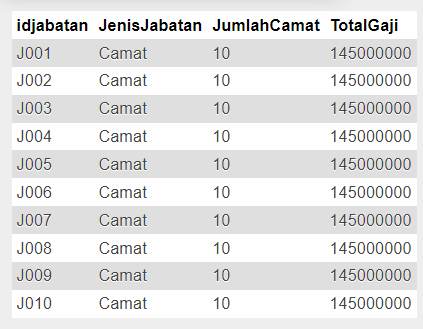 idjabatan JenisJabatan JumlahCamat TotalGaji
J001 Camat 10 145000000
J002 Camat 10 145000000
J003 Camat 10 145000000
J004 Camat 10 145000000
J005 Camat 10 145000000
J006 Camat 10 145000000
J007 Camat 10 145000000
J008 Camat 10 145000000
J009 Camat 10 145000000
J010 Camat 10 145000000